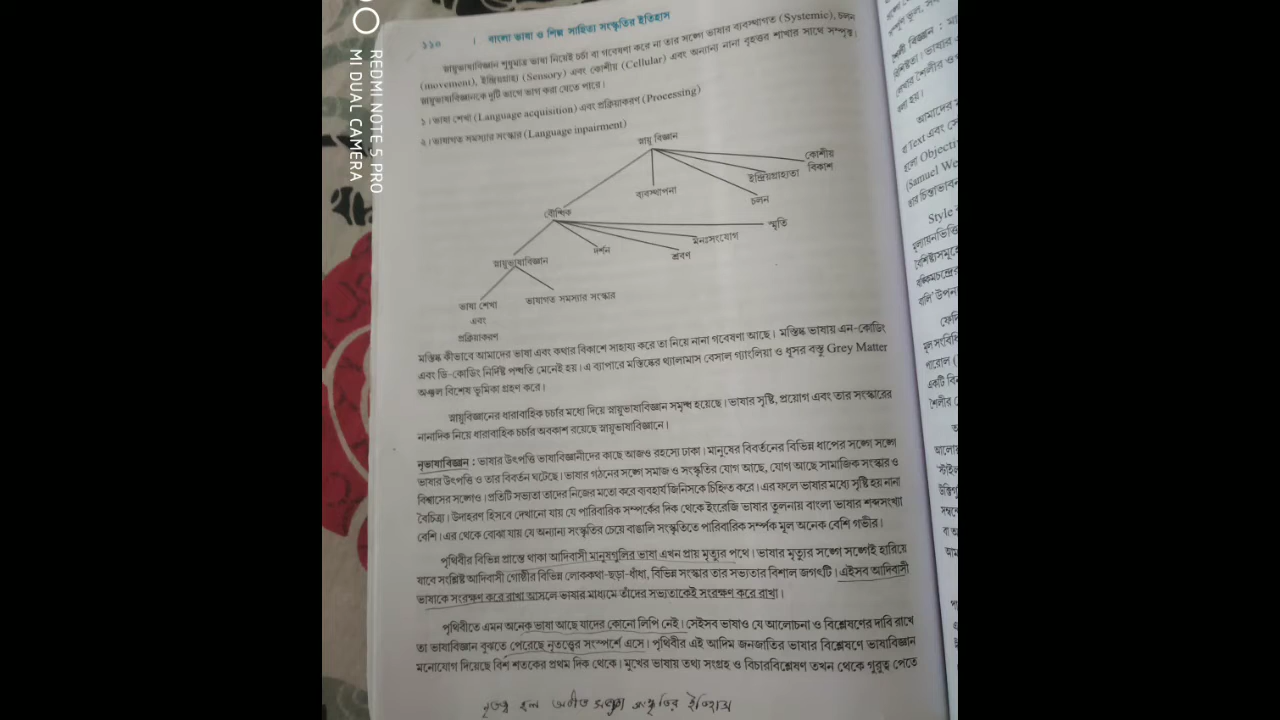 ১১০ । বাংলা ভাষা ও শিল্প সাহিত্য সংস্কৃতির ইতিহাস
স্নায়ুভাষাবিজ্ঞান শুধুমাত্র ভাষা নিয়েই চর্চা বা গবেষণা করে না তার সঙ্গে ভাষার ব্যবস্থাগত (Systemic), চলন
(movement), ইন্দ্রিয়গ্রাহ্য (Sensory) এবং কোশীয় (Cellular) এবং অন্যান্য নানা বৃহত্তর শাখার সাথে সম্পৃক্ত।
স্নায়ুভাষাবিজ্ঞানকে দুটি ভাগে ভাগ করা যেতে পারে।
১। ভাষা শেখা (Language acquisition) এবং প্রক্রিয়াকরণ (Processing)
২। ভাষাগত সমস্যার সংস্কার (Language inpairment)
স্নায়ু বিজ্ঞান
কোশীয়
বিকাশ
ইন্দ্রিয়গ্রাহ্যতা
ব্যবস্থাপনা
চলন
বৌদ্ধিক
স্মৃতি
মনঃসংযোগ
দর্শন
শ্রবণ
স্নায়ুভাষাবিজ্ঞান
ভাষা শেখা
এবং
প্রক্রিয়াকরণ
ভাষাগত সমস্যার সংস্কার
মস্তিষ্ক কীভাবে আমাদের ভাষা এবং কথার বিকাশে সাহায্য করে তা নিয়ে নানা গবেষণা আছে। মস্তিষ্ক ভাষায় এন-কোডিং
এবং ডি-কোডিং নির্দিষ্ট পদ্ধতি মেনেই হয়। এ ব্যাপারে মস্তিষ্কের থ্যালামাস বেসাল গ্যাংলিয়া ও ধূসর বস্তু Grey Matter
অঞ্চল বিশেষ ভূমিকা গ্রহণ করে।
স্নায়ুবিজ্ঞানের ধারাবাহিক চর্চার মধ্যে দিয়ে স্নায়ুভাষাবিজ্ঞান সমৃদ্ধ হয়েছে। ভাষার সৃষ্টি, প্রয়োগ এবং তার সংস্কারের
নানাদিক নিয়ে ধারাবাহিক চর্চার অবকাশ রয়েছে স্নায়ুভাষাবিজ্ঞানে।
নৃভাষাবিজ্ঞান : ভাষার উৎপত্তি ভাষাবিজ্ঞানীদের কাছে আজও রহস্যে ঢাকা। মানুষের বিবর্তনের বিভিন্ন ধাপের সঙ্গে সঙ্গে
ভাষার উৎপত্তি ও তার বিবর্তন ঘটেছে। ভাষার গঠনের সঙ্গে সমাজ ও সংস্কৃতির যোগ আছে, যোগ আছে সামাজিক সংস্কার ও
বিশ্বাসের সঙ্গেও। প্রতিটি সভ্যতা তাদের নিজের মতো করে ব্যবহার্য জিনিসকে চিহ্নিত করে। এর ফলে ভাষার মধ্যে সৃষ্টি হয় নানা
বৈচিত্র্য। উদাহরণ হিসেবে দেখানো যায় যে পারিবারিক সম্পর্কের দিক থেকে ইংরেজি ভাষার তুলনায় বাংলা ভাষার শব্দসংখ্যা
বেশি। এর থেকে বোঝা যায় যে অন্যান্য সংস্কৃতির চেয়ে বাঙালি সংস্কৃতিতে পারিবারিক সর্ম্পক মূল অনেক বেশি গভীর।
পৃথিবীর বিভিন্ন প্রান্তে থাকা আদিবাসী মানুষগুলির ভাষা এখন প্রায় মৃত্যুর পথে। ভাষার মৃত্যুর সঙ্গে সঙ্গেই হারিয়ে
যাবে সংশ্লিষ্ট আদিবাসী গোষ্ঠীর বিভিন্ন লোককথা-ছড়া-ধাঁধা, বিভিন্ন সংস্কার তার সভ্যতার বিশাল জগৎটি। এইসব আদিবাসী
ভাষাকে সংরক্ষণ করে রাখা আসলে ভাষার মাধ্যমে তাঁদের সভ্যতাকেই সংরক্ষণ করে রাখা।
পৃথিবীতে এমন অনেক ভাষা আছে যাদের কোনো লিপি নেই। সেইসব ভাষাও যে আলোচনা ও বিশ্লেষণের দাবি রাখে
তা ভাষাবিজ্ঞান বুঝতে পেরেছে নৃতত্ত্বের সংস্পর্শে এসে। পৃথিবীর এই আদিম জনজাতির ভাষার বিশ্লেষণে ভাষাবিজ্ঞান
মনোযোগ দিয়েছে বিশ শতকের প্রথম দিক থেকে। মুখের ভাষায় তথ্য সংগ্রহ ও বিচারবিশ্লেষণ তখন থেকে গুরুত্ব পেতে
নৃতত্ত্ব হল অতীত সংস্কৃতির ইতিহাস
REDMI NOTE 5 PRO
MI DUAL CAMERA